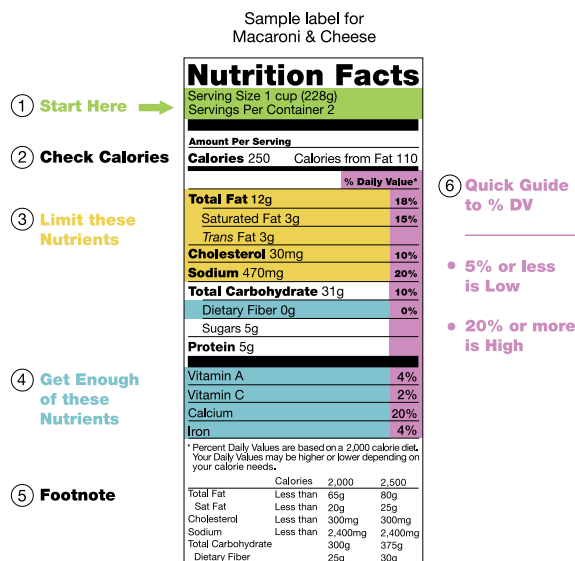 Sample label for
Macaroni & Cheese
Nutrition Facts
① Start Here
Serving Size 1 cup (228g)
Servings Per Container 2
Amount Per Serving
② Check Calories
Calories 250 Calories from Fat 110
% Daily Value*
③ Limit these
Nutrients
Total Fat 12g 18%
Saturated Fat 3g 15%
Trans Fat 3g
Cholesterol 30mg 10%
Sodium 470mg 20%
Total Carbohydrate 31g 10%
Dietary Fiber 0g 0%
Sugars 5g
Protein 5g
④ Get Enough
of these
Nutrients
Vitamin A 4%
Vitamin C 2%
Calcium 20%
Iron 4%
⑤ Footnote
* Percent Daily Values are based on a 2,000 calorie diet.
Your Daily Values may be higher or lower depending on
your calorie needs.
Calories 2,000 2,500
Total Fat Less than 65g 80g
Sat Fat Less than 20g 25g
Cholesterol Less than 300mg 300mg
Sodium Less than 2,400mg 2,400mg
Total Carbohydrate 300g 375g
Dietary Fiber 25g 30g
⑥ Quick Guide
to % DV
• 5% or less
is Low
• 20% or more
is High